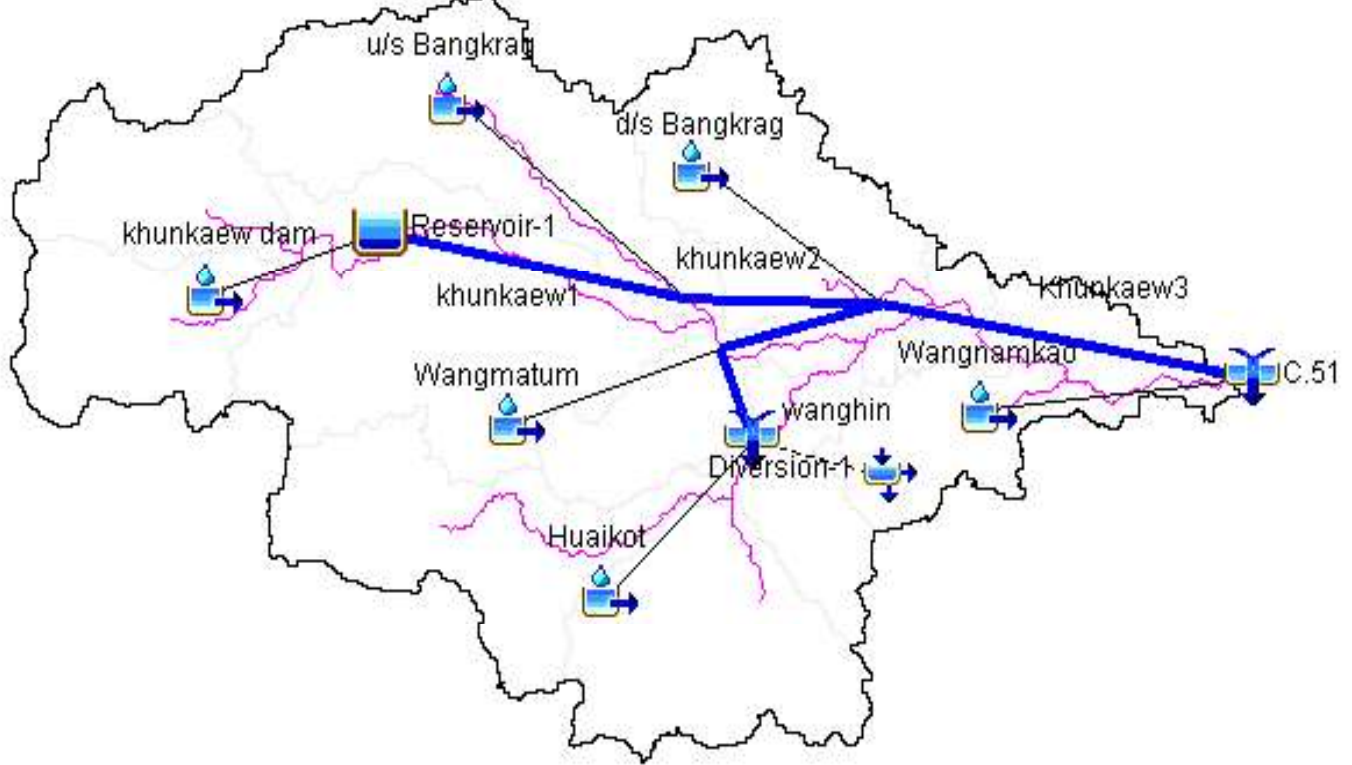 u/s Bangkrag
d/s Bangkrag
khunkaew dam
Reservoir-1
khunkaew2
khunkaew1
Khunkaew3
Wangnamkao
Wangmatum
C.51
wanghin
Diversion-1
Huaikot